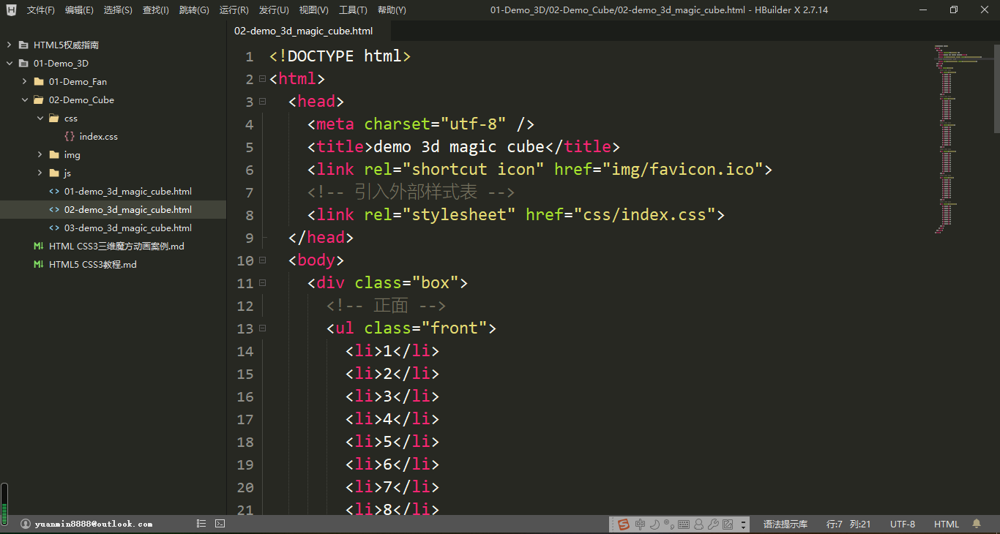 H 文件(F) 编辑(E) 选择(S) 查找(I) 跳转(G) 运行(R) 发行(U) 视图(V) 工具(T) 帮助(Y) 01-Demo_3D/02-Demo_Cube/02-demo_3d_magic_cube.html - HBuilder X 2.7.14
HTML5权威指南
01-Demo_3D
01-Demo_Fan
02-Demo_Cube
css
{} index.css
img
js
<> 01-demo_3d_magic_cube.html
<> 02-demo_3d_magic_cube.html
<> 03-demo_3d_magic_cube.html
M↓ HTML CSS3三维魔方动画案例.md
M↓ HTML5 CSS3教程.md
02-demo_3d_magic_cube.html
1 <!DOCTYPE html>
2 <html>
3 <head>
4 <meta charset="utf-8" />
5 <title>demo 3d magic cube</title>
6 <link rel="shortcut icon" href="img/favicon.ico">
7 <!-- 引入外部样式表 -->
8 <link rel="stylesheet" href="css/index.css">
9 </head>
10 <body>
11 <div class="box">
12 <!-- 正面 -->
13 <ul class="front">
14 <li>1</li>
15 <li>2</li>
16 <li>3</li>
17 <li>4</li>
18 <li>5</li>
19 <li>6</li>
20 <li>7</li>
21 <li>8</li>
yuanmin8888@outlook.com
S 中 语法提示库 行:7 列:21 UTF-8 HTML